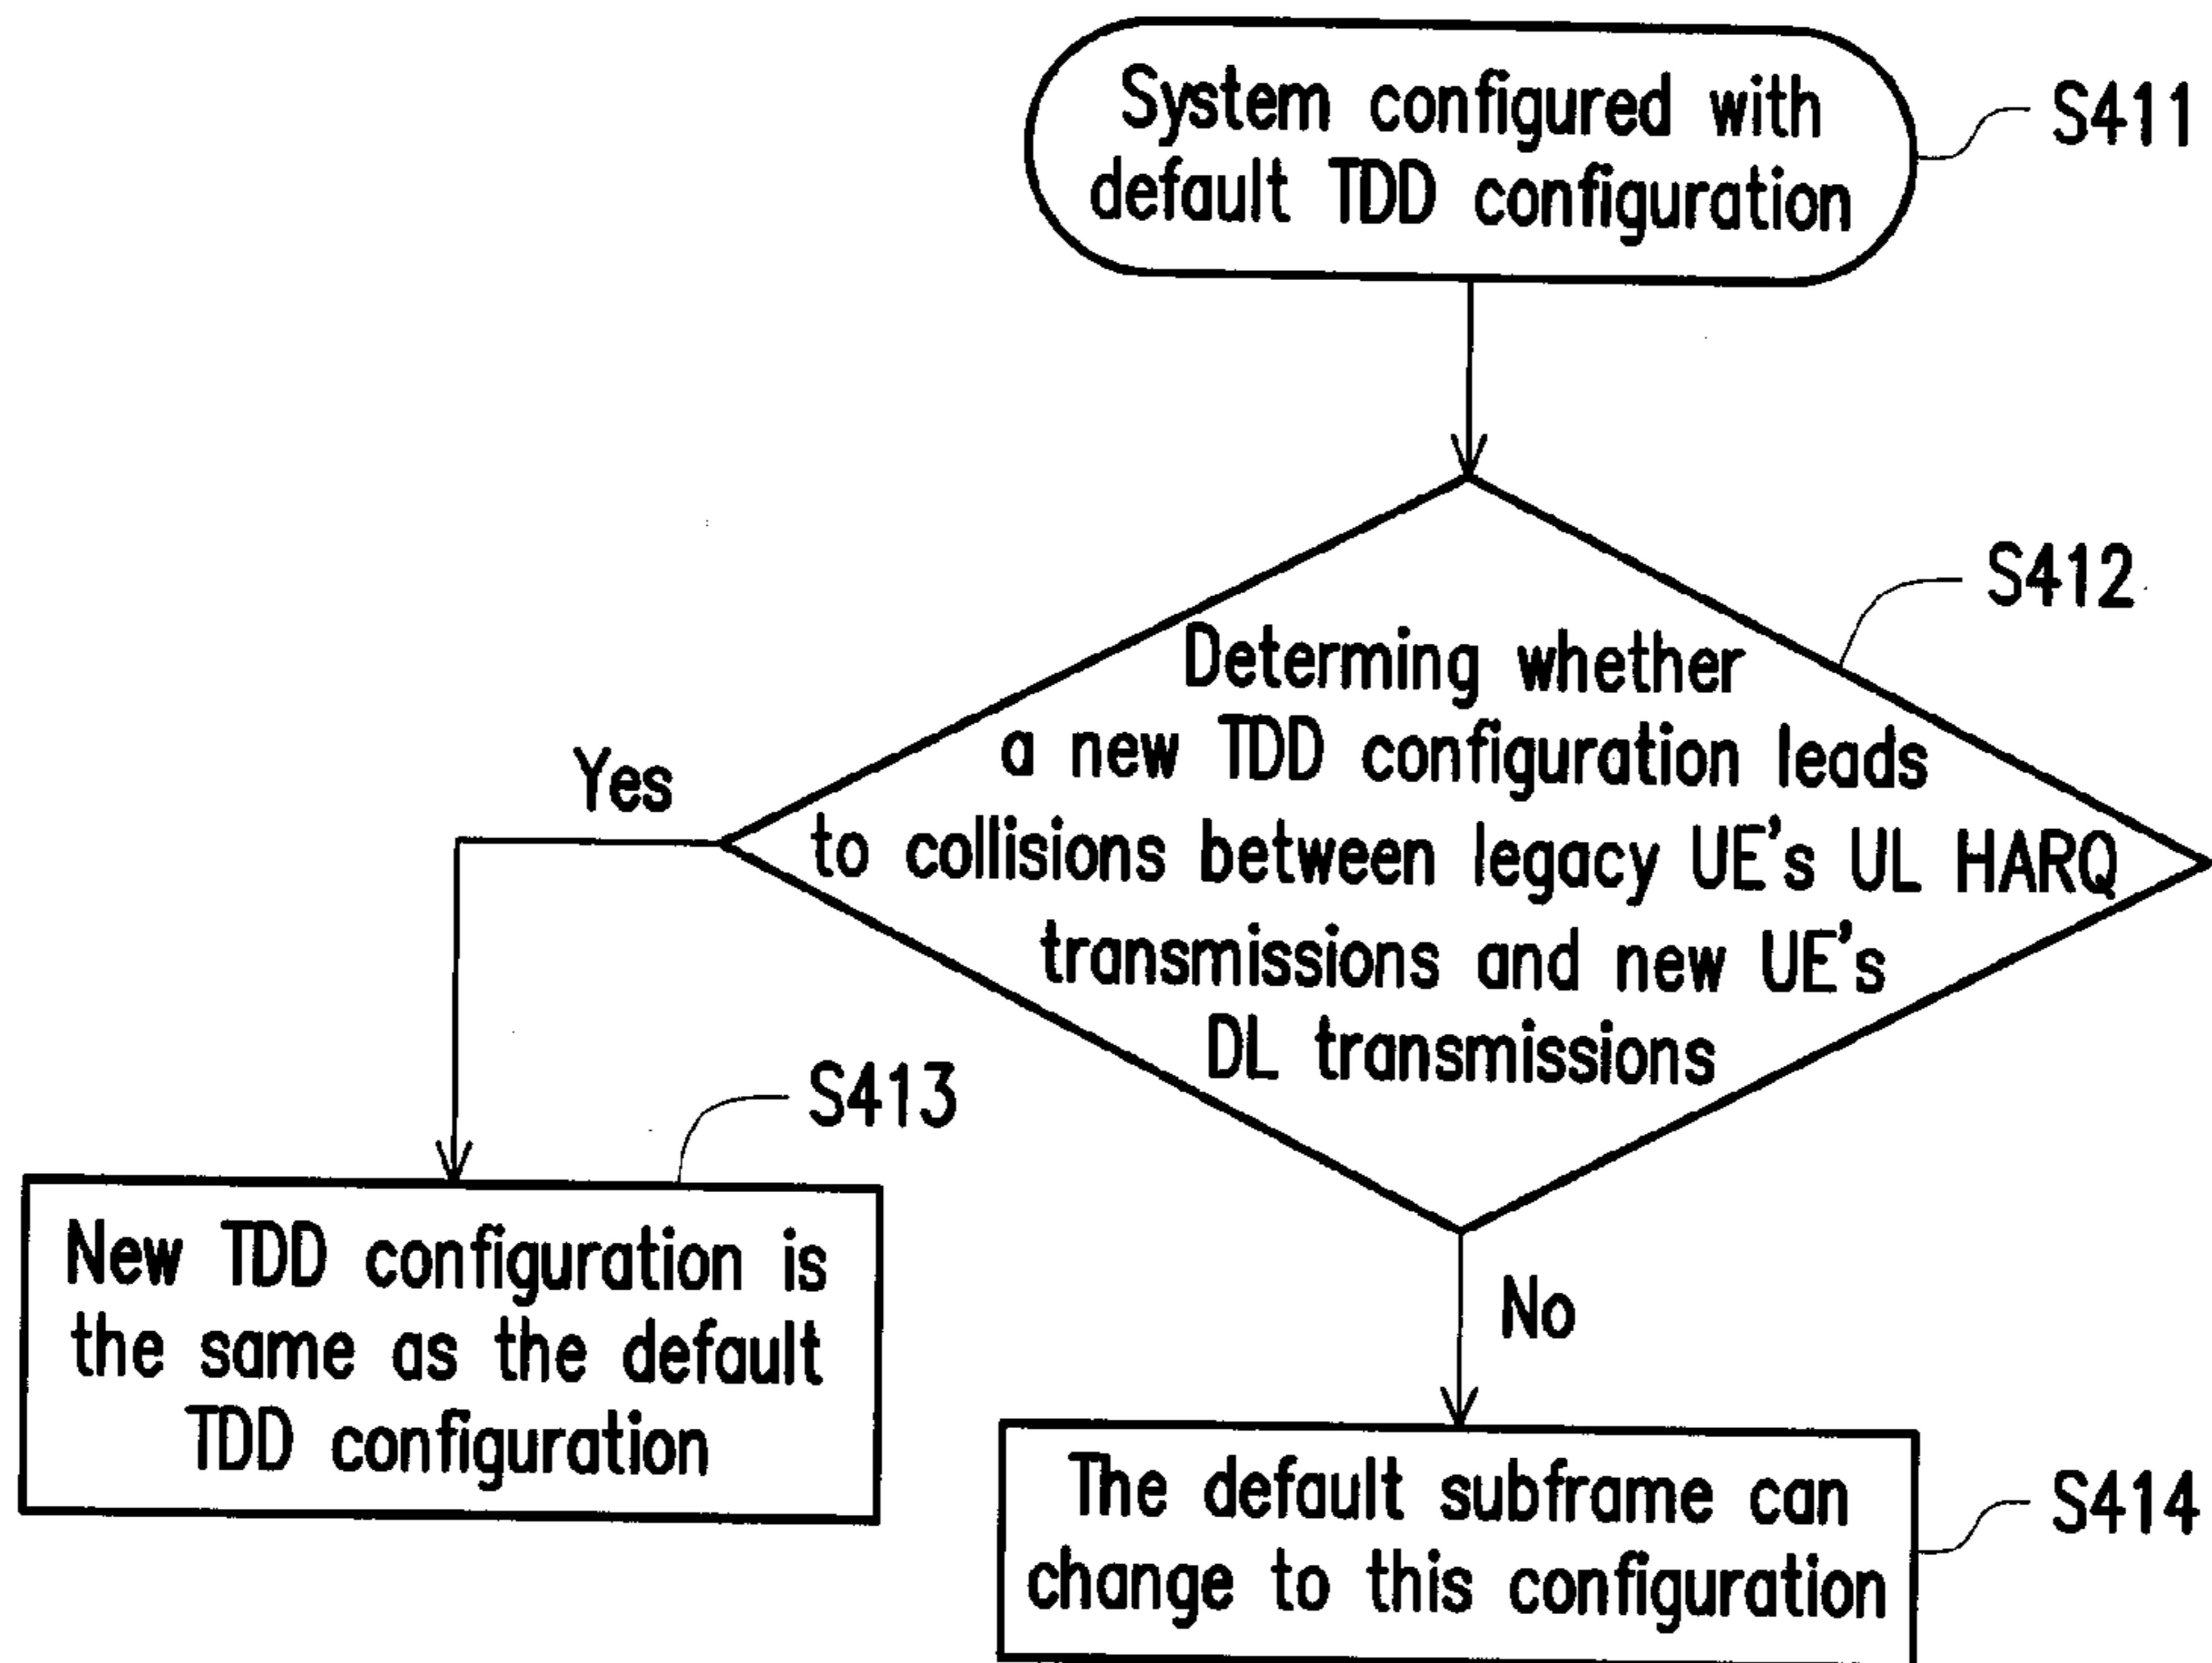 System configured with
default TDD configuration
S411
S412
Determing whether
a new TDD configuration leads
to collisions between legacy UE's UL HARQ
transmissions and new UE's
DL transmissions
Yes
S413
New TDD configuration is
the same as the default
TDD configuration
No
The default subframe can
change to this configuration
S414